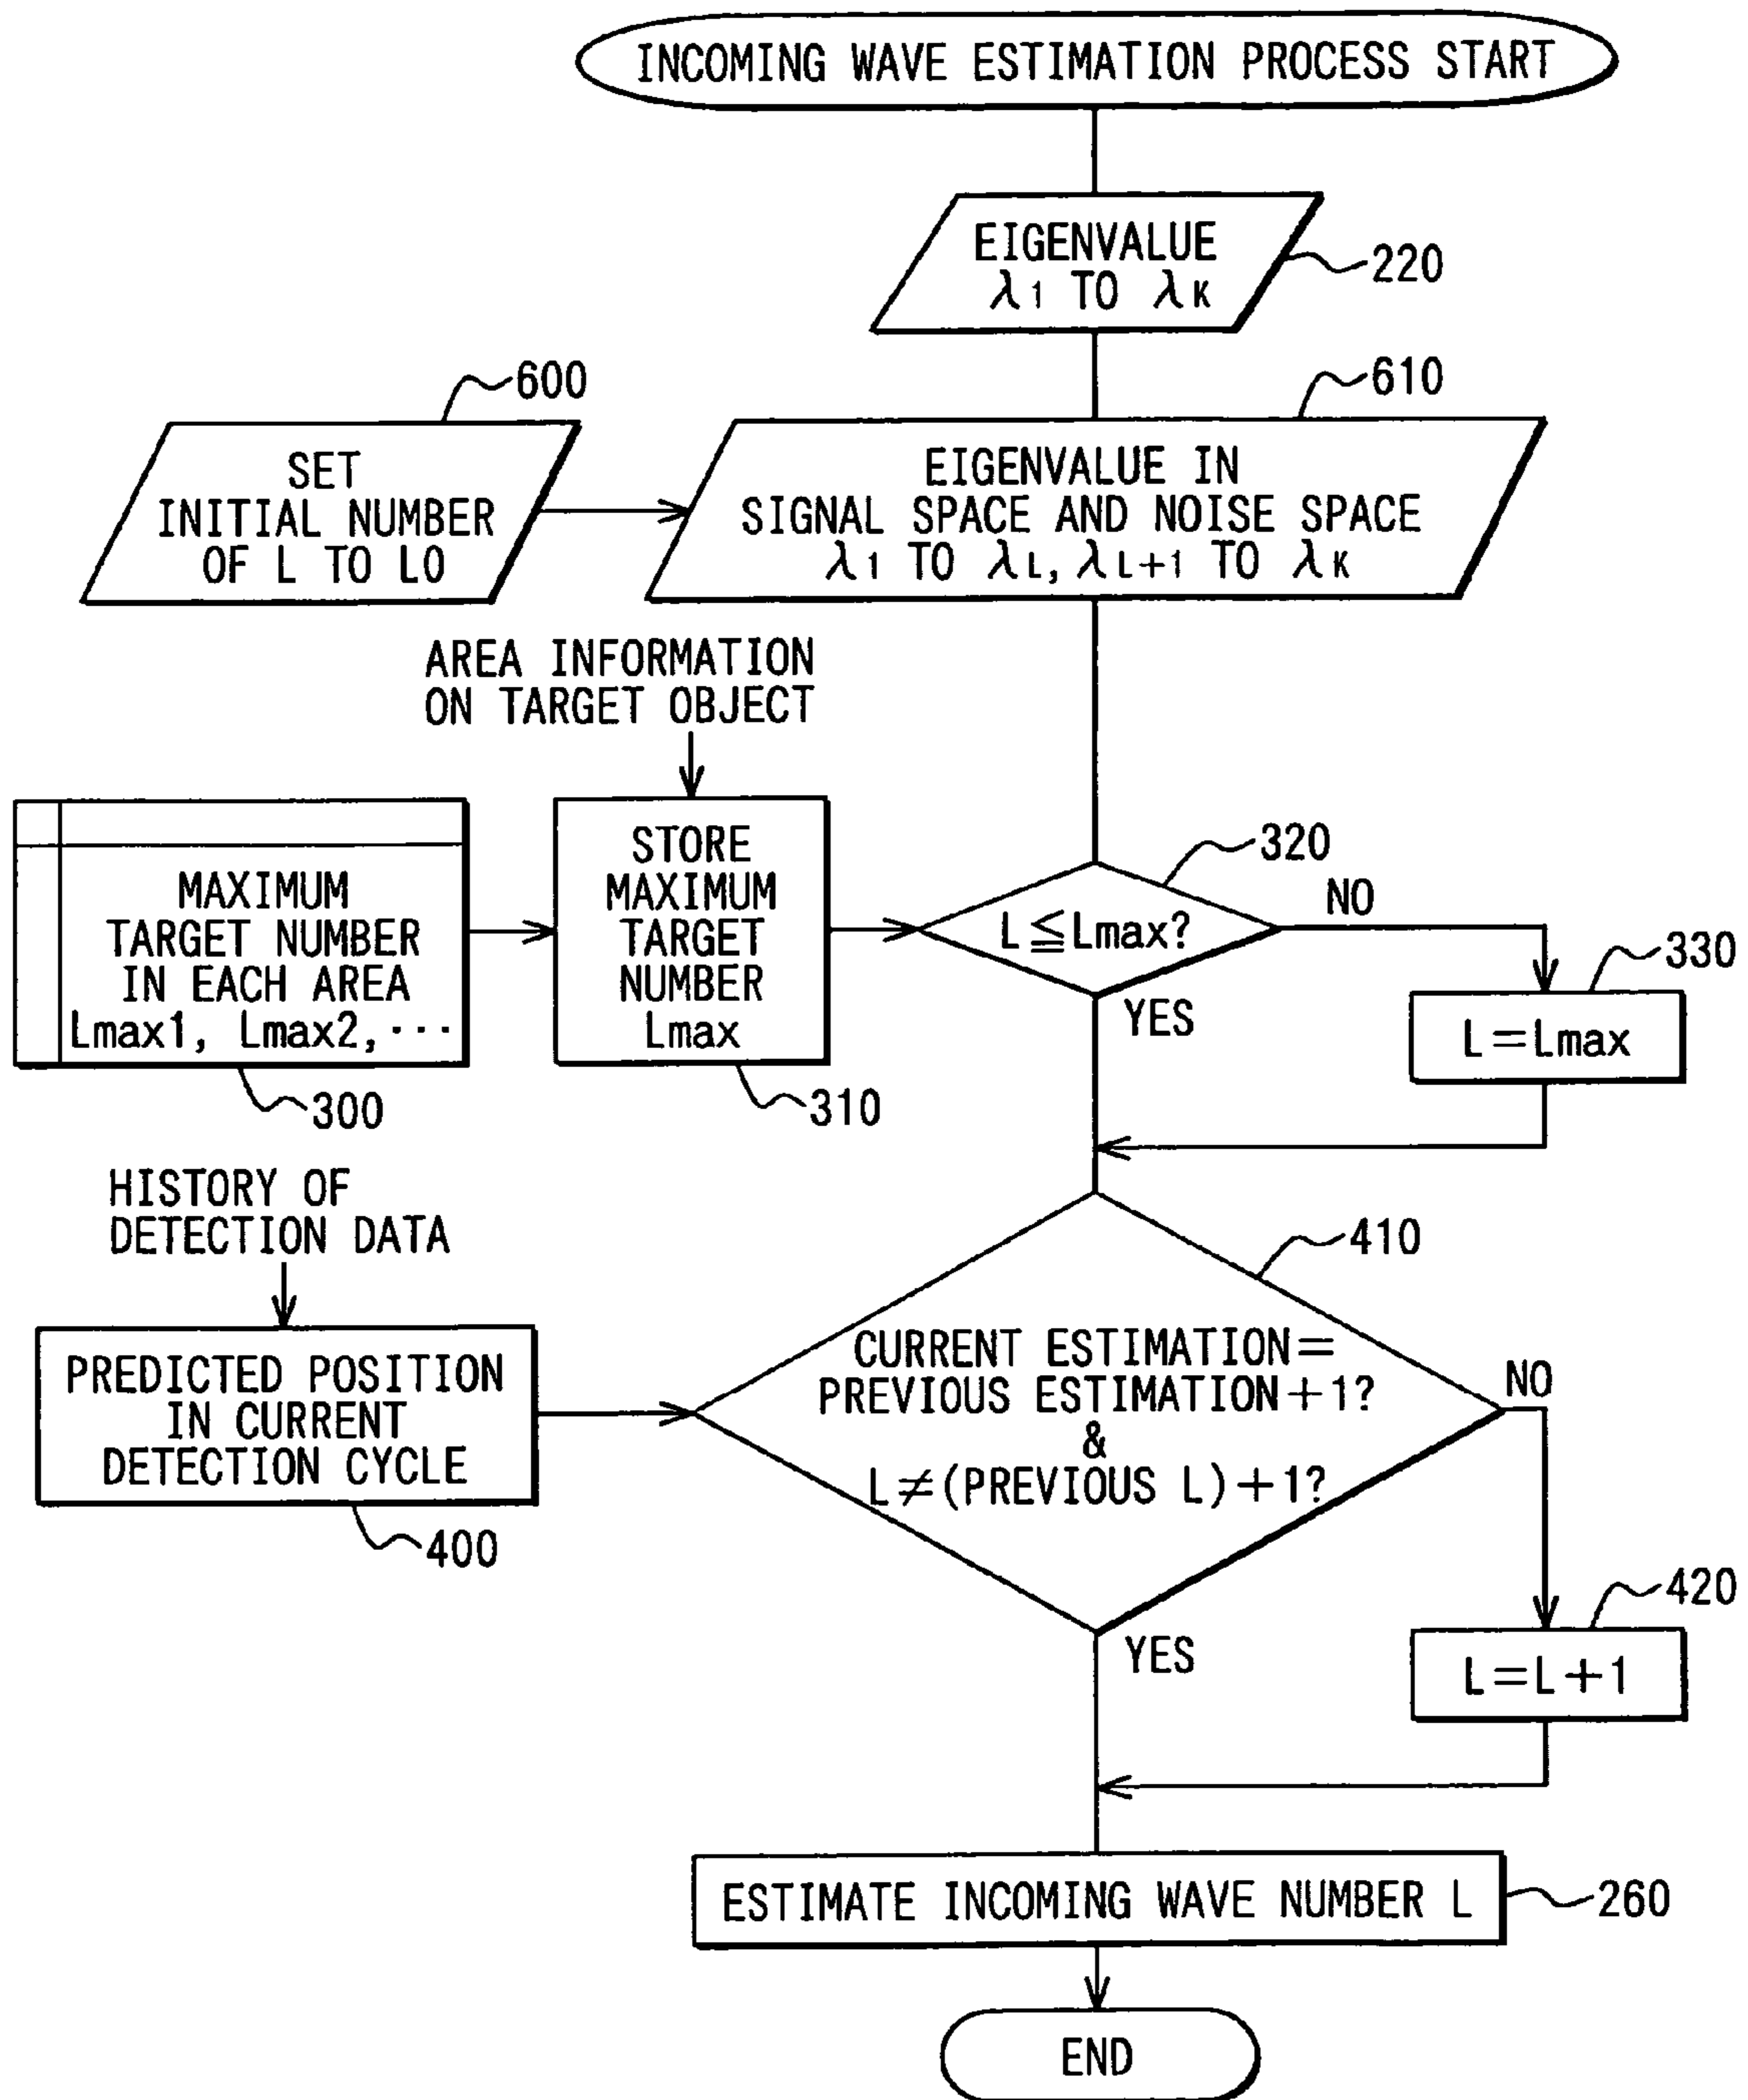 INCOMING WAVE ESTIMATION PROCESS START
EIGENVALUE
λ1 TO λK
220
600
610
SET
INITIAL NUMBER
OF L TO L0
EIGENVALUE IN
SIGNAL SPACE AND NOISE SPACE
λ1 TO λL, λL+1 TO λK
AREA INFORMATION
ON TARGET OBJECT
MAXIMUM
TARGET NUMBER
IN EACH AREA
Lmax1, Lmax2, ···
300
STORE
MAXIMUM
TARGET
NUMBER
Lmax
310
320
L≦Lmax?
NO
YES
330
L=Lmax
HISTORY OF
DETECTION DATA
PREDICTED POSITION
IN CURRENT
DETECTION CYCLE
400
410
CURRENT ESTIMATION=
PREVIOUS ESTIMATION+1?
&
L≠(PREVIOUS L)+1?
NO
YES
420
L=L+1
ESTIMATE INCOMING WAVE NUMBER L
260
END